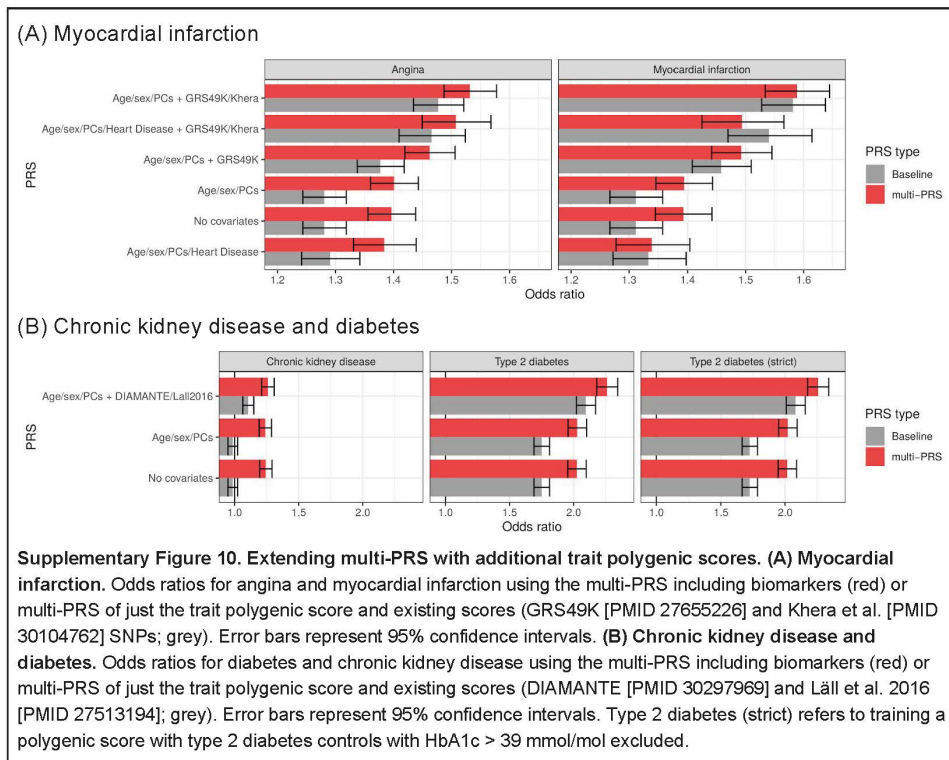 (A) Myocardial infarction
Angina
Myocardial infarction
PRS
Age/sex/PCs + GRS49K/Khera
Age/sex/PCs/Heart Disease + GRS49K/Khera
Age/sex/PCs + GRS49K
Age/sex/PCs
No covariates
Age/sex/PCs/Heart Disease
1.2 1.3 1.4 1.5 1.6 1.2 1.3 1.4 1.5 1.6
Odds ratio
PRS type
Baseline
multi-PRS
(B) Chronic kidney disease and diabetes
Chronic kidney disease
Type 2 diabetes
Type 2 diabetes (strict)
PRS
Age/sex/PCs + DIAMANTE/Lall2016
Age/sex/PCs
No covariates
1.0 1.5 2.0 1.0 1.5 2.0 1.0 1.5 2.0
Odds ratio
PRS type
Baseline
multi-PRS
Supplementary Figure 10. Extending multi-PRS with additional trait polygenic scores. (A) Myocardial
infarction. Odds ratios for angina and myocardial infarction using the multi-PRS including biomarkers (red) or
multi-PRS of just the trait polygenic score and existing scores (GRS49K [PMID 27655226] and Khera et al. [PMID
30104762] SNPs; grey). Error bars represent 95% confidence intervals. (B) Chronic kidney disease and
diabetes. Odds ratios for diabetes and chronic kidney disease using the multi-PRS including biomarkers (red) or
multi-PRS of just the trait polygenic score and existing scores (DIAMANTE [PMID 30297969] and Läll et al. 2016
[PMID 27513194]; grey). Error bars represent 95% confidence intervals. Type 2 diabetes (strict) refers to training a
polygenic score with type 2 diabetes controls with HbA1c > 39 mmol/mol excluded.